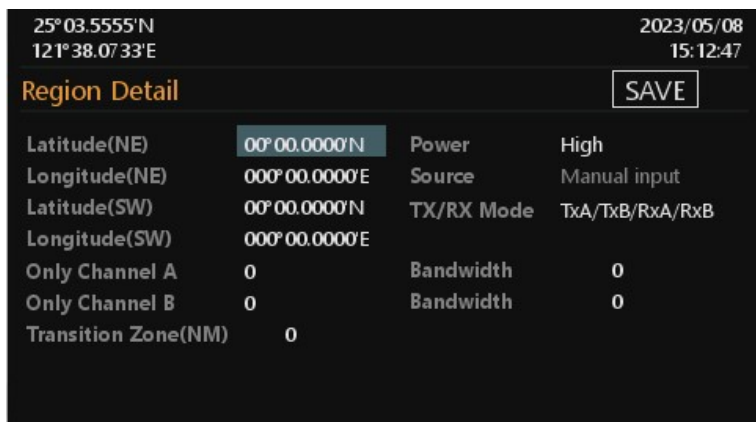 25°03.5555'N 2023/05/08
121°38.0733'E 15:12:47
Region Detail SAVE
Latitude(NE) 00°00.0000'N Power High
Longitude(NE) 000°00.0000'E Source Manual input
Latitude(SW) 00°00.0000'N TX/RX Mode TxA/TxB/RxA/RxB
Longitude(SW) 000°00.0000'E
Only Channel A 0 Bandwidth 0
Only Channel B 0 Bandwidth 0
Transition Zone(NM) 0